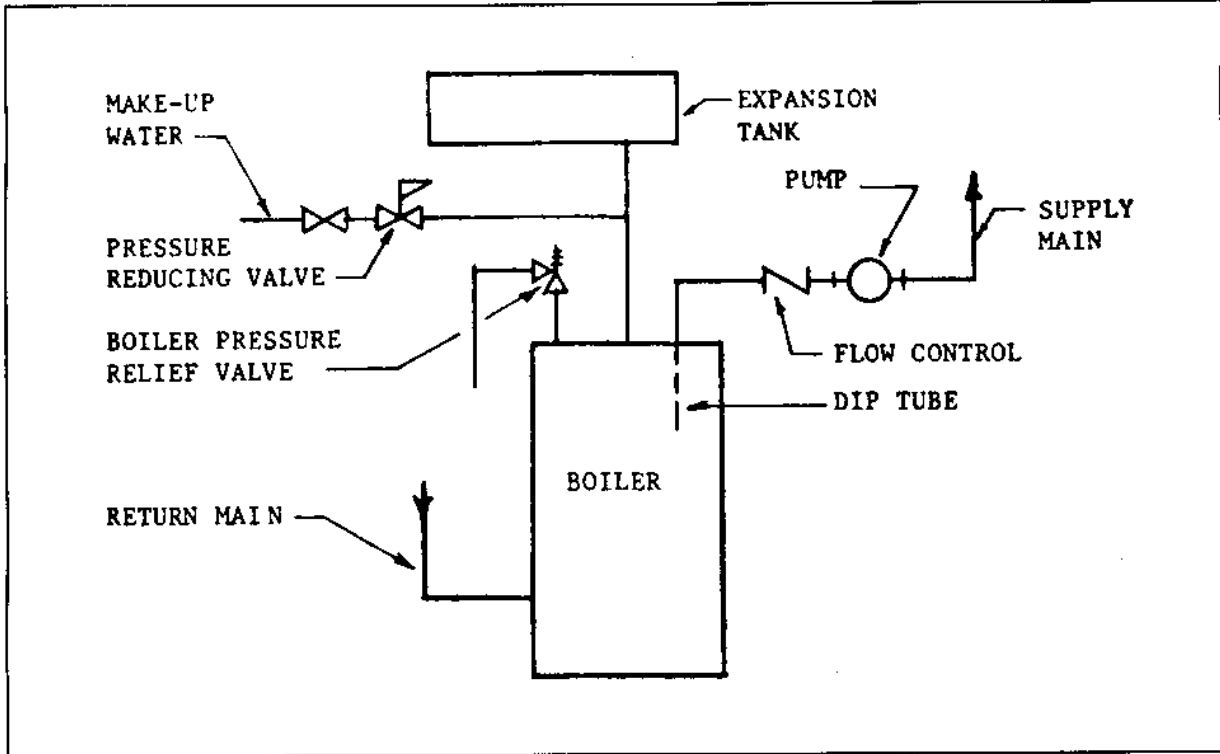 MAKE-UP
WATER
EXPANSION
TANK
PUMP
SUPPLY
MAIN
PRESSURE
REDUCING VALVE
BOILER PRESSURE
RELIEF VALVE
FLOW CONTROL
DIP TUBE
BOILER
RETURN MAIN